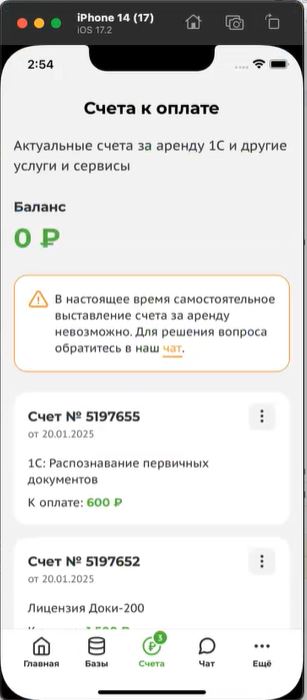 iPhone 14 (17)
iOS 17.2
2:54
Счета к оплате
Актуальные счета за аренду 1С и другие
услуги и сервисы
Баланс
0 ₽
В настоящее время самостоятельное
выставление счета за аренду
невозможно. Для решения вопроса
обратитесь в наш чат.
Счет № 5197655
от 20.01.2025
1С: Распознавание первичных
документов
К оплате: 600 ₽
Счет № 5197652
от 20.01.2025
Лицензия Доки-200
3
Главная
Базы
Счета
Чат
Ещё